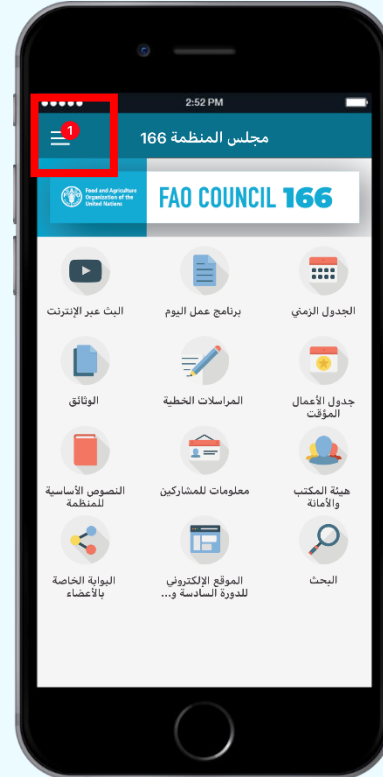 2:52 PM
مجلس المنظمة 166
1
Food and Agriculture
Organization of the
United Nations
FAO COUNCIL 166
الجدول الزمني
برنامج عمل اليوم
البث عبر الإنترنت
جدول الأعمال
المؤقت
المراسلات الخطية
الوثائق
هيئة المكتب
والأمانة
معلومات للمشاركين
النصوص الأساسية
للمنظمة
البحث
الموقع الإلكتروني
للدورة السادسة و...
البوابة الخاصة
بالأعضاء